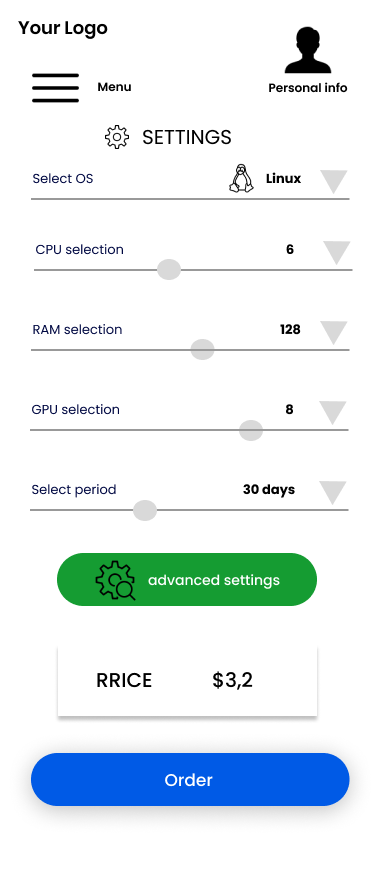 Your Logo
Menu
Personal info
SETTINGS
Select OS Linux
CPU selection 6
RAM selection 128
GPU selection 8
Select period 30 days
advanced settings
RRICE $3,2
Order